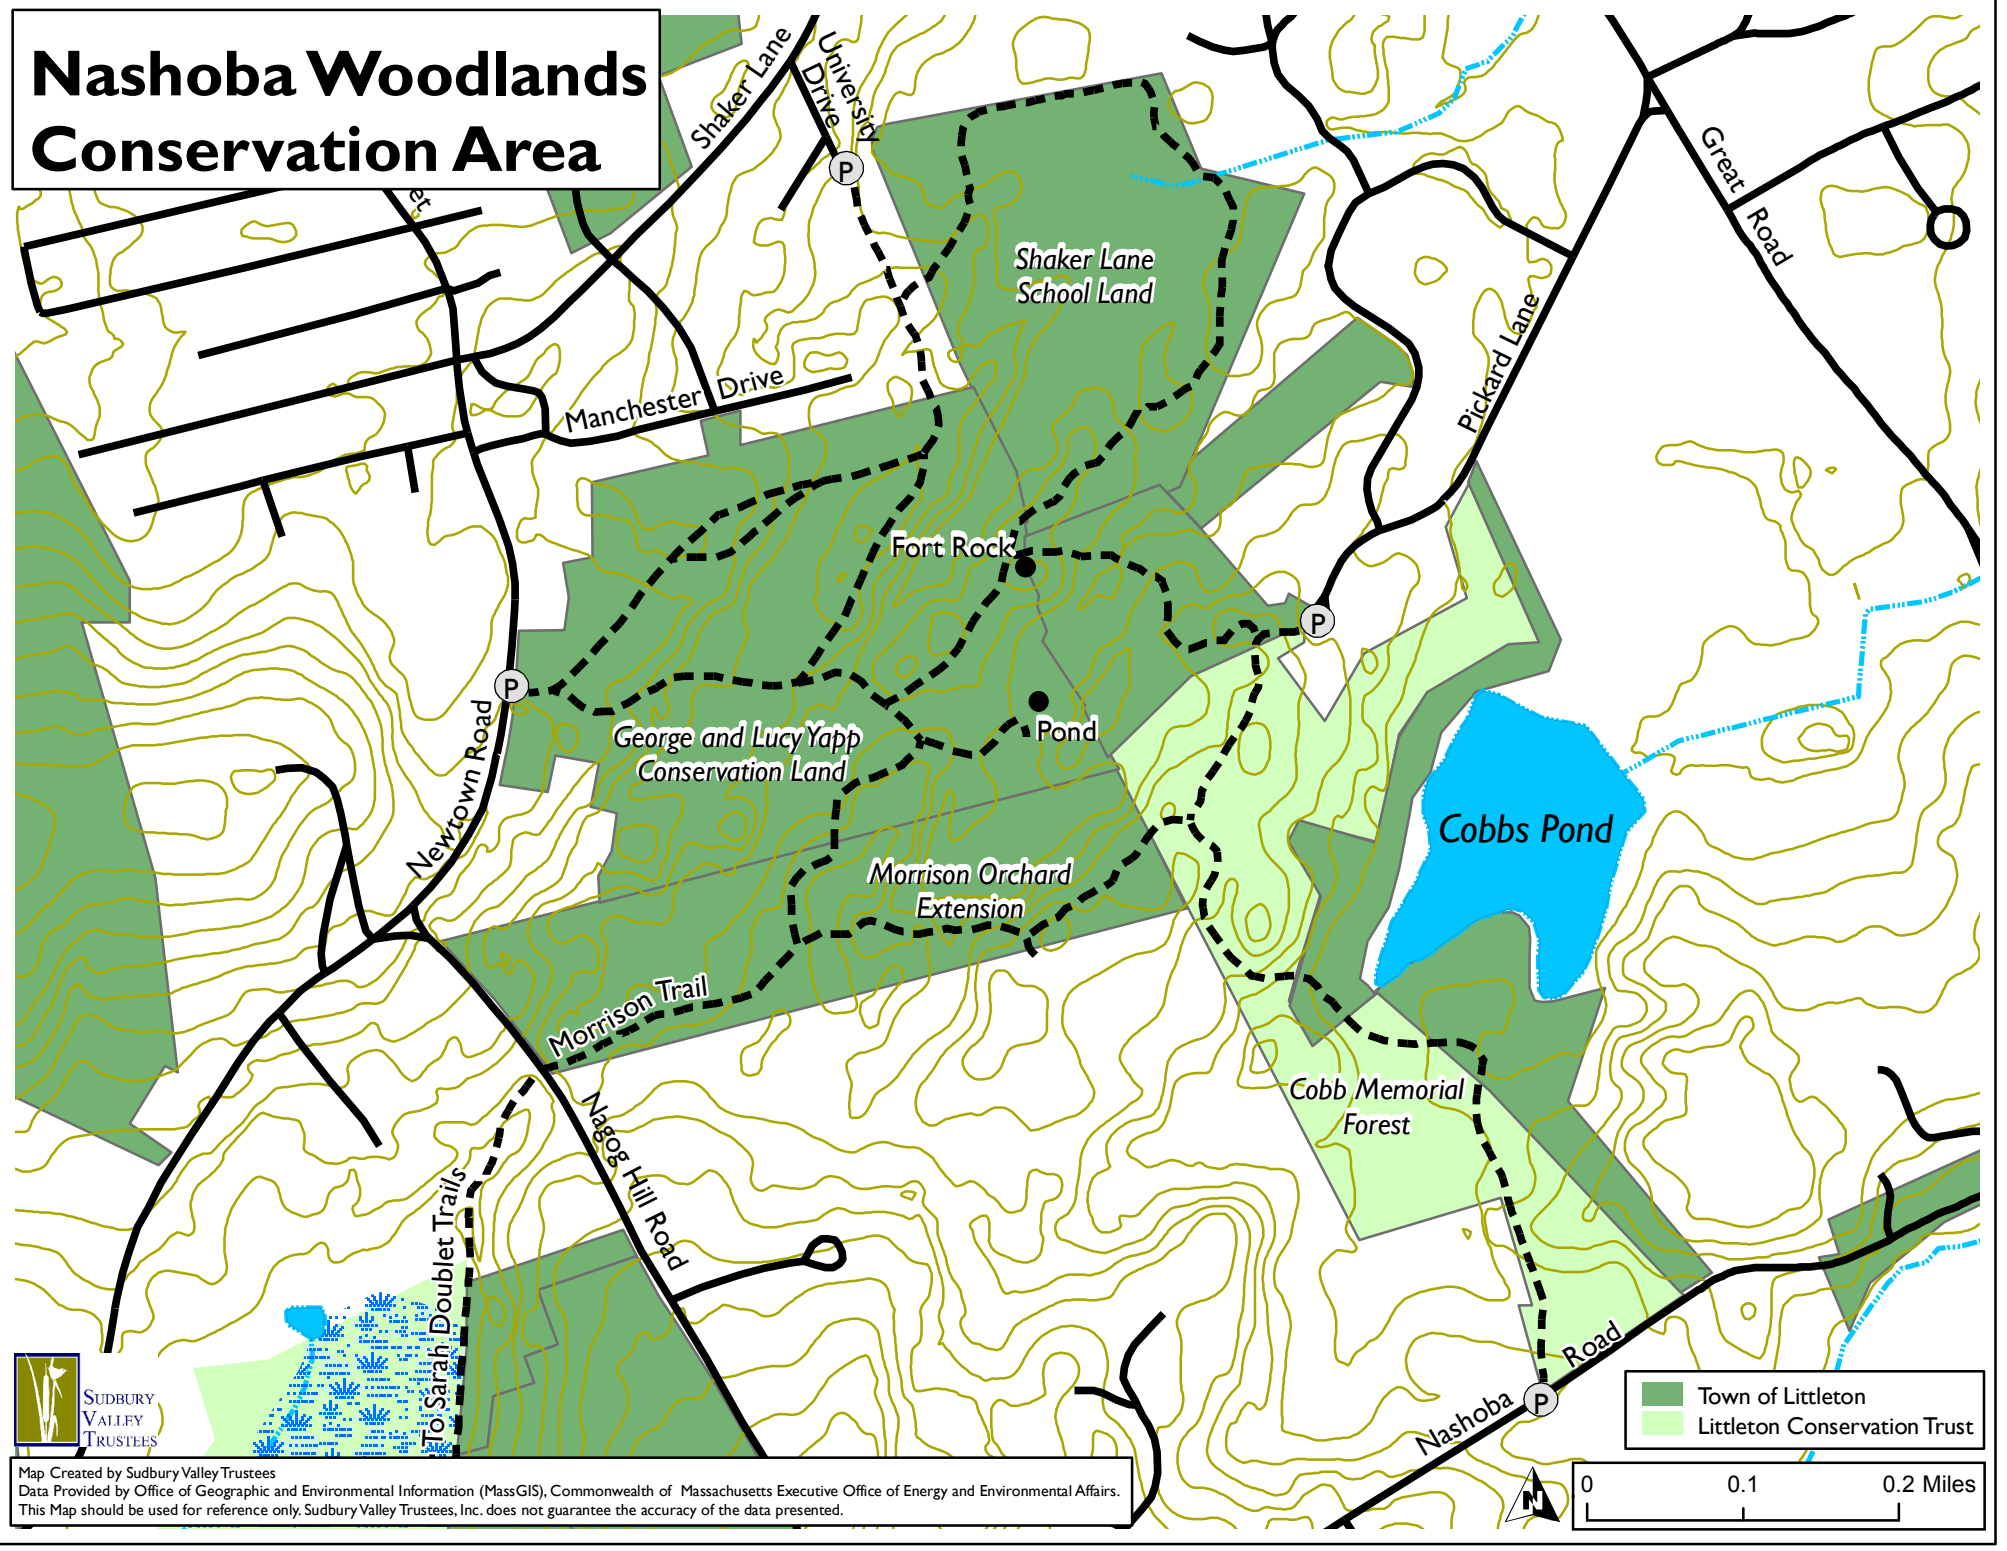 Nashoba Woodlands
Conservation Area
Shaker Lane
University
Drive
P
et
Great
Road
Shaker Lane
School Land
Pickard Lane
Manchester Drive
Fort Rock
P
P
Newtown Road
George and Lucy Yapp
Conservation Land
Pond
Cobbs Pond
Morrison Orchard
Extension
Morrison Trail
Cobb Memorial
Forest
Nagog Hill Road
To Sarah Doublet Trails
Nashoba
Road
P
SUDBURY
VALLEY
TRUSTEES
Town of Littleton
Littleton Conservation Trust
Map Created by Sudbury Valley Trustees
Data Provided by Office of Geographic and Environmental Information (MassGIS), Commonwealth of Massachusetts Executive Office of Energy and Environmental Affairs.
This Map should be used for reference only. Sudbury Valley Trustees, Inc. does not guarantee the accuracy of the data presented.
N
0 0.1 0.2 Miles